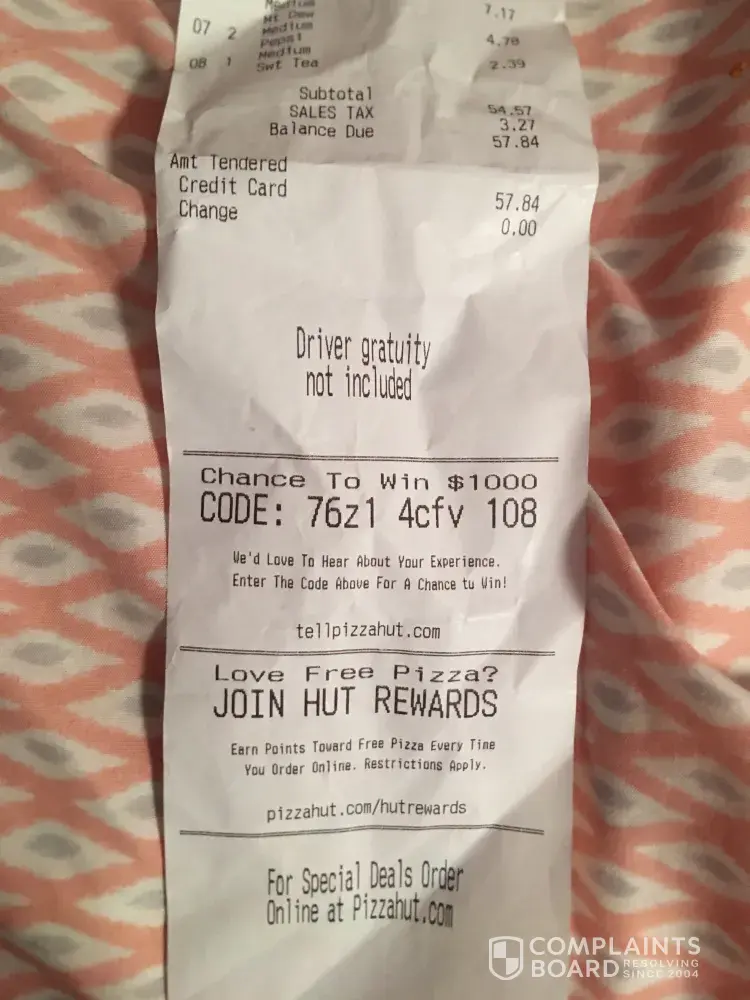 Medium 7.17
Mt Dew
07 2 Medium
Pepsi 4.78
Medium
08 1 Swt Tea 2.39
Subtotal 54.57
SALES TAX 3.27
Balance Due 57.84
Amt Tendered
Credit Card 57.84
Change 0.00
Driver gratuity
not included
Chance To Win $1000
CODE: 76z1 4cfv 108
We'd Love To Hear About Your Experience.
Enter The Code Above For A Chance to Win!
tellpizzahut.com
Love Free Pizza?
JOIN HUT REWARDS
Earn Points Toward Free Pizza Every Time
You Order Online. Restrictions Apply.
pizzahut.com/hutrewards
For Special Deals Order
Online at Pizzahut.com
COMPLAINTS
BOARD RESOLVING
SINCE 2004